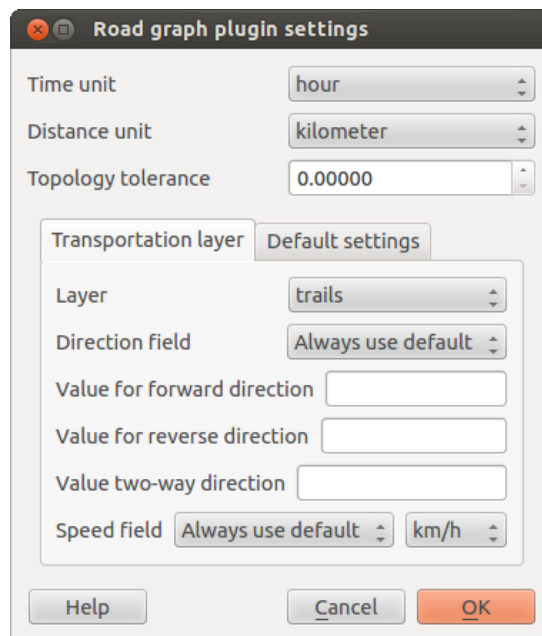 Road graph plugin settings
Time unit hour
Distance unit kilometer
Topology tolerance 0.00000
Transportation layer Default settings
Layer trails
Direction field Always use default
Value for forward direction
Value for reverse direction
Value two-way direction
Speed field Always use default km/h
Help Cancel OK